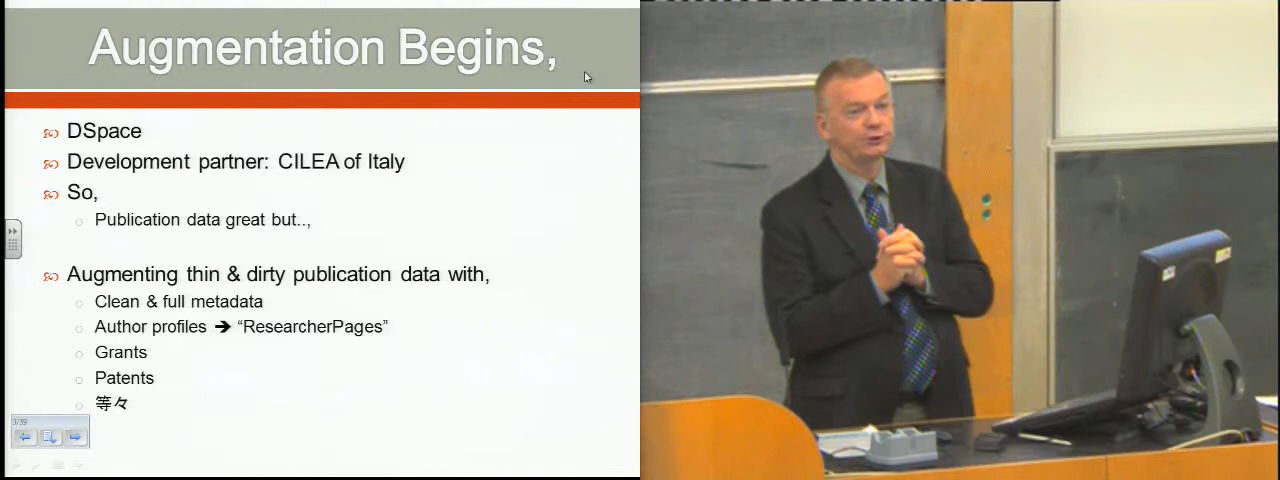 Augmentation Begins,
DSpace
Development partner: CILEA of Italy
So,
Publication data great but..,
Augmenting thin & dirty publication data with,
Clean & full metadata
Author profiles ➔ “ResearcherPages”
Grants
Patents
等々
3/39